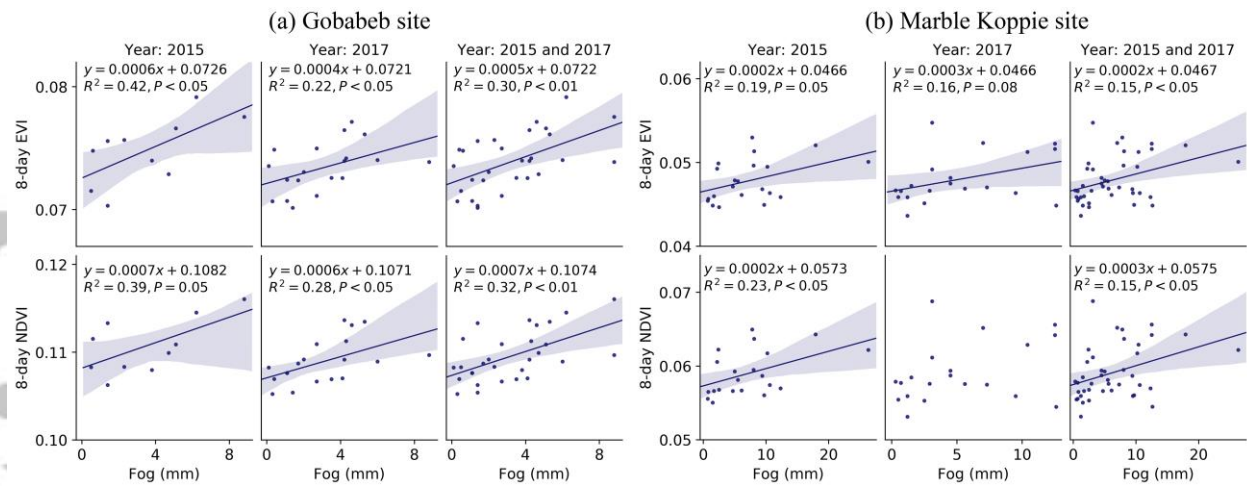 (a) Gobabeb site
(b) Marble Koppie site
Year: 2015
Year: 2017
Year: 2015 and 2017
Year: 2015
Year: 2017
Year: 2015 and 2017
y = 0.0006x + 0.0726
R² = 0.42, P < 0.05
y = 0.0004x + 0.0721
R² = 0.22, P < 0.05
y = 0.0005x + 0.0722
R² = 0.30, P < 0.01
y = 0.0002x + 0.0466
R² = 0.19, P = 0.05
y = 0.0003x + 0.0466
R² = 0.16, P = 0.08
y = 0.0002x + 0.0467
R² = 0.15, P < 0.05
8-day EVI
0.08
0.07
8-day EVI
0.06
0.05
0.04
y = 0.0007x + 0.1082
R² = 0.39, P = 0.05
y = 0.0006x + 0.1071
R² = 0.28, P < 0.05
y = 0.0007x + 0.1074
R² = 0.32, P < 0.01
y = 0.0002x + 0.0573
R² = 0.23, P < 0.05
y = 0.0003x + 0.0575
R² = 0.15, P < 0.05
8-day NDVI
0.12
0.11
0.10
8-day NDVI
0.07
0.06
0.05
0 4 8
0 4 8
0 4 8
0 10 20
0 5 10
0 10 20
Fog (mm)
Fog (mm)
Fog (mm)
Fog (mm)
Fog (mm)
Fog (mm)